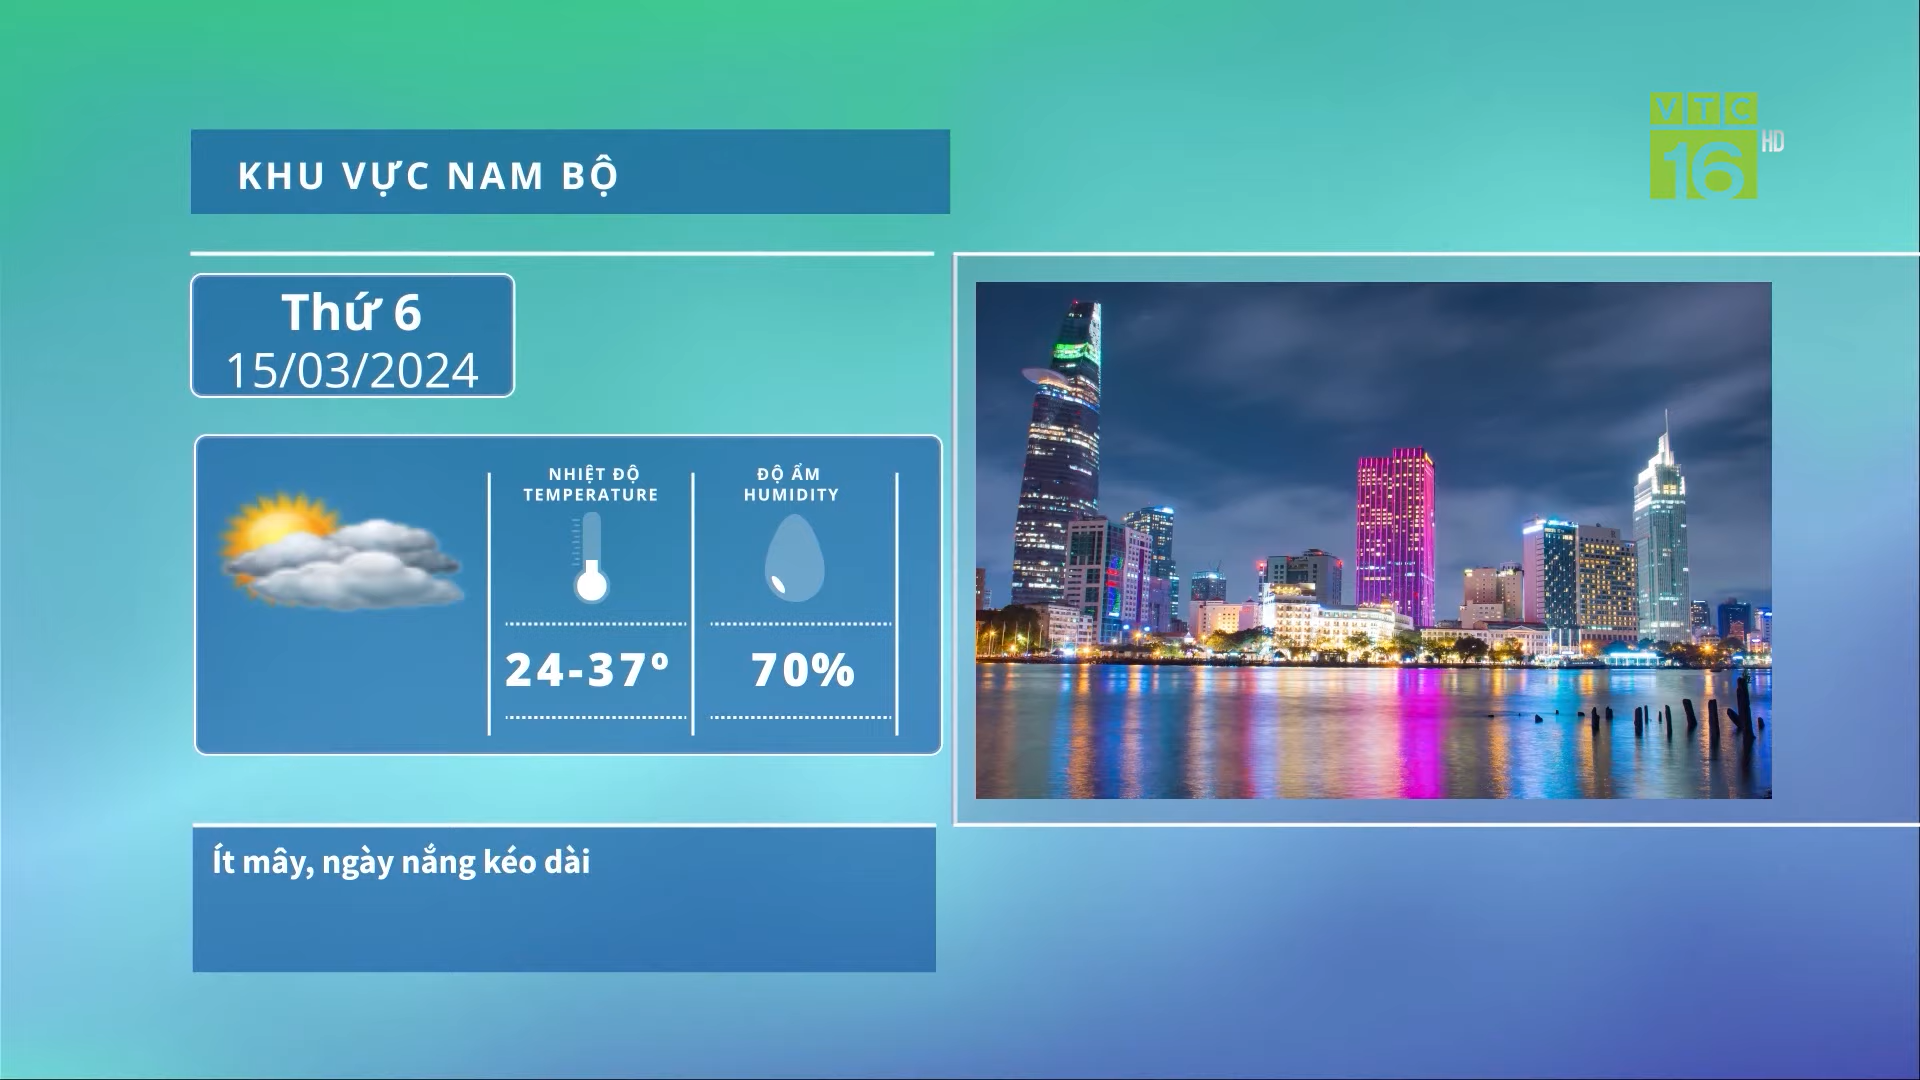 VTC
16 HD
KHU VỰC NAM BỘ
Thứ 6
15/03/2024
NHIỆT ĐỘ
TEMPERATURE
24-37°
ĐỘ ẨM
HUMIDITY
70%
Ít mây, ngày nắng kéo dài